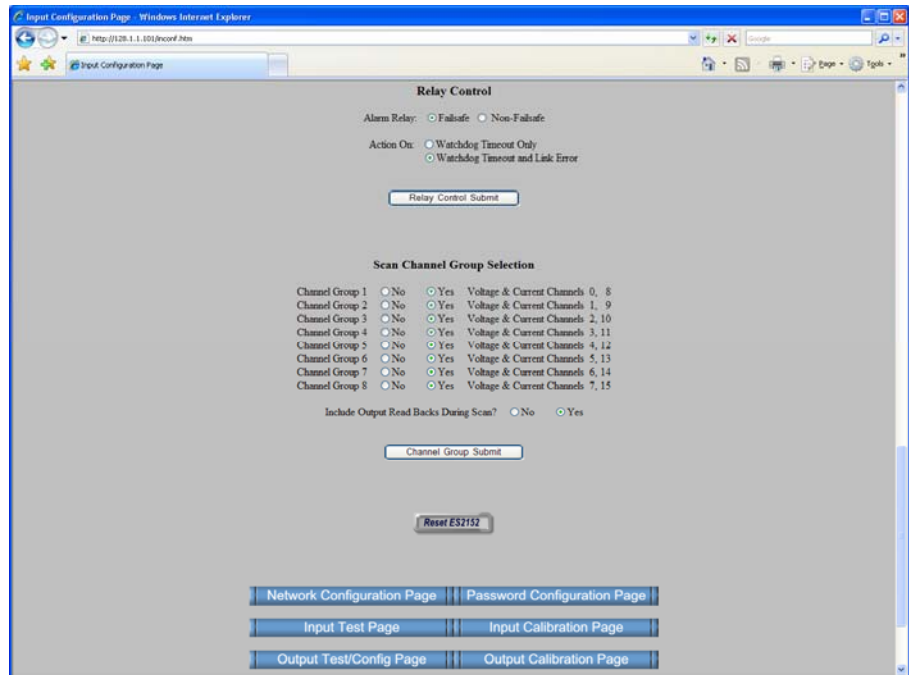 Input Configuration Page - Windows Internet Explorer
http://128.1.1.101/inconf.htm
Google
Input Configuration Page
Page
Tools
Relay Control
Alarm Relay: Failsafe Non-Failsafe
Action On: Watchdog Timeout Only
Watchdog Timeout and Link Error
Relay Control Submit
Scan Channel Group Selection
Channel Group 1 No Yes Voltage & Current Channels 0, 8
Channel Group 2 No Yes Voltage & Current Channels 1, 9
Channel Group 3 No Yes Voltage & Current Channels 2, 10
Channel Group 4 No Yes Voltage & Current Channels 3, 11
Channel Group 5 No Yes Voltage & Current Channels 4, 12
Channel Group 6 No Yes Voltage & Current Channels 5, 13
Channel Group 7 No Yes Voltage & Current Channels 6, 14
Channel Group 8 No Yes Voltage & Current Channels 7, 15
Include Output Read Backs During Scan? No Yes
Channel Group Submit
Reset ES2152
Network Configuration Page Password Configuration Page
Input Test Page Input Calibration Page
Output Test/Config Page Output Calibration Page